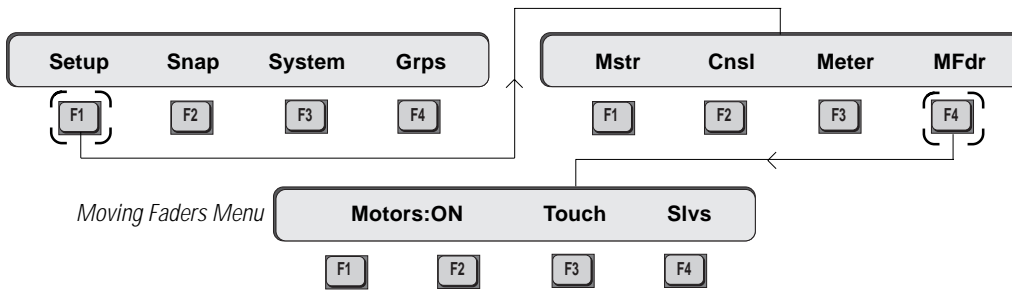 Setup Snap System Grps
F1 F2 F3 F4
Mstr Cnsl Meter MFdr
F1 F2 F3 F4
Moving Faders Menu
Motors:ON Touch Slvs
F1 F2 F3 F4